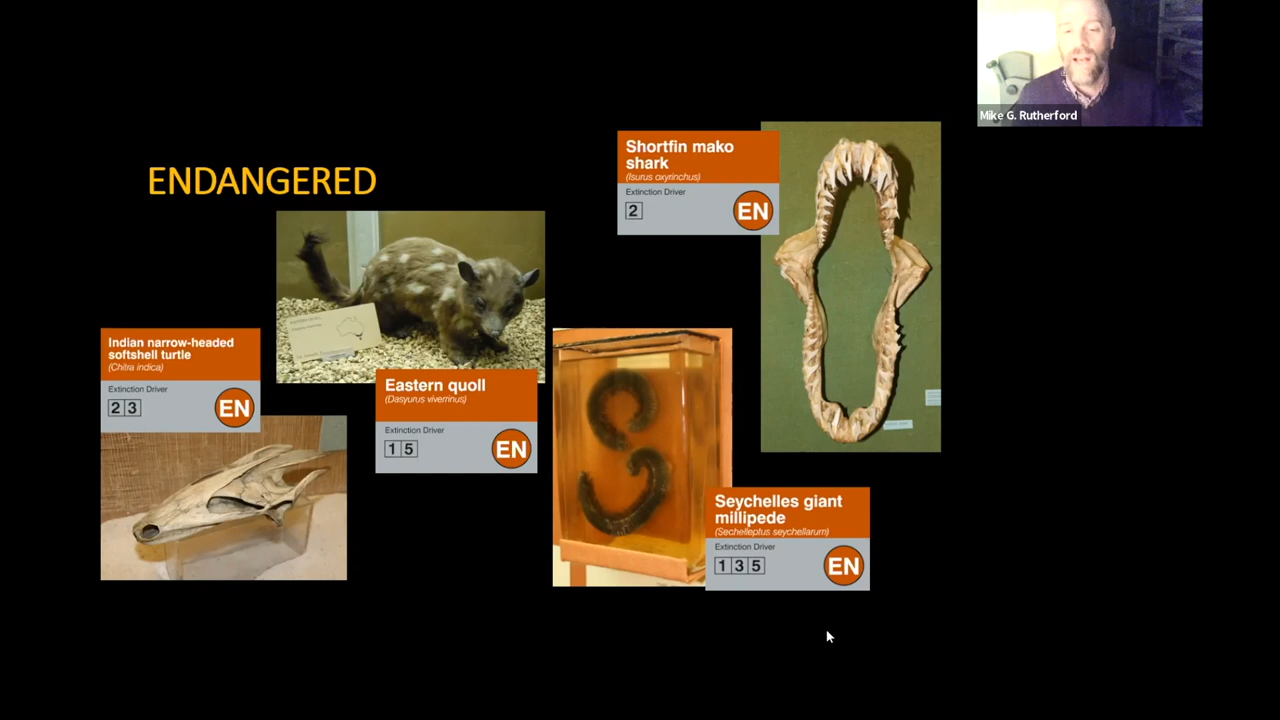 Mike G. Rutherford
ENDANGERED
Shortfin mako
shark
(Isurus oxyrinchus)
Extinction Driver
2
EN
Indian narrow-headed
softshell turtle
(Chitra indica)
Extinction Driver
2 3
EN
Eastern quoll
(Dasyurus viverrinus)
Extinction Driver
1 5
EN
Seychelles giant
millipede
(Sechelleptus seychellarum)
Extinction Driver
1 3 5
EN